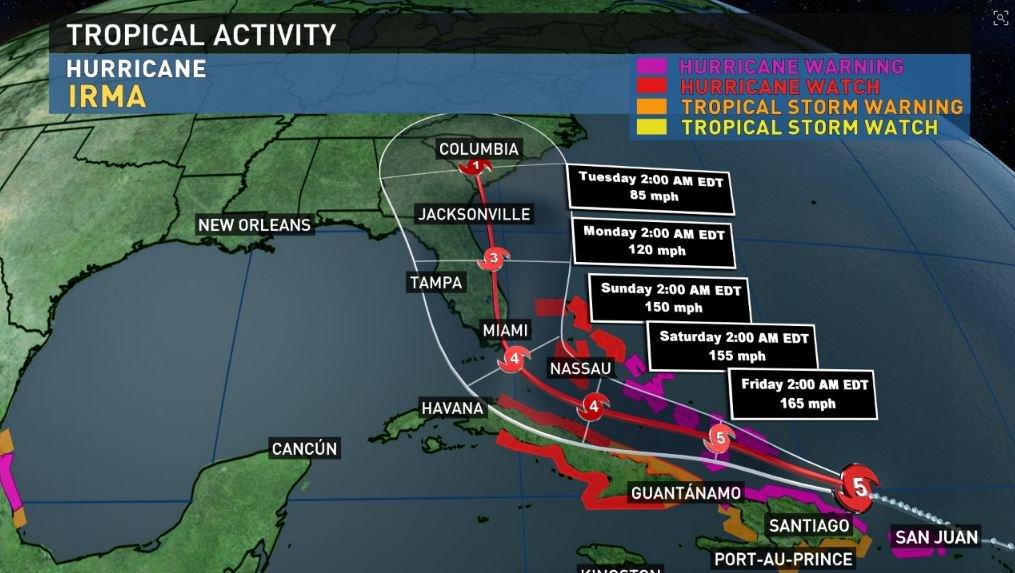 TROPICAL ACTIVITY
HURRICANE
IRMA
HURRICANE WARNING
HURRICANE WATCH
TROPICAL STORM WARNING
TROPICAL STORM WATCH
COLUMBIA
1
Tuesday 2:00 AM EDT
85 mph
JACKSONVILLE
NEW ORLEANS
Monday 2:00 AM EDT
120 mph
3
TAMPA
Sunday 2:00 AM EDT
150 mph
MIAMI
4
Saturday 2:00 AM EDT
155 mph
NASSAU
Friday 2:00 AM EDT
165 mph
HAVANA
4
5
CANCÚN
GUANTÁNAMO
5
SANTIAGO
SAN JUAN
PORT-AU-PRINCE
KINGSTON